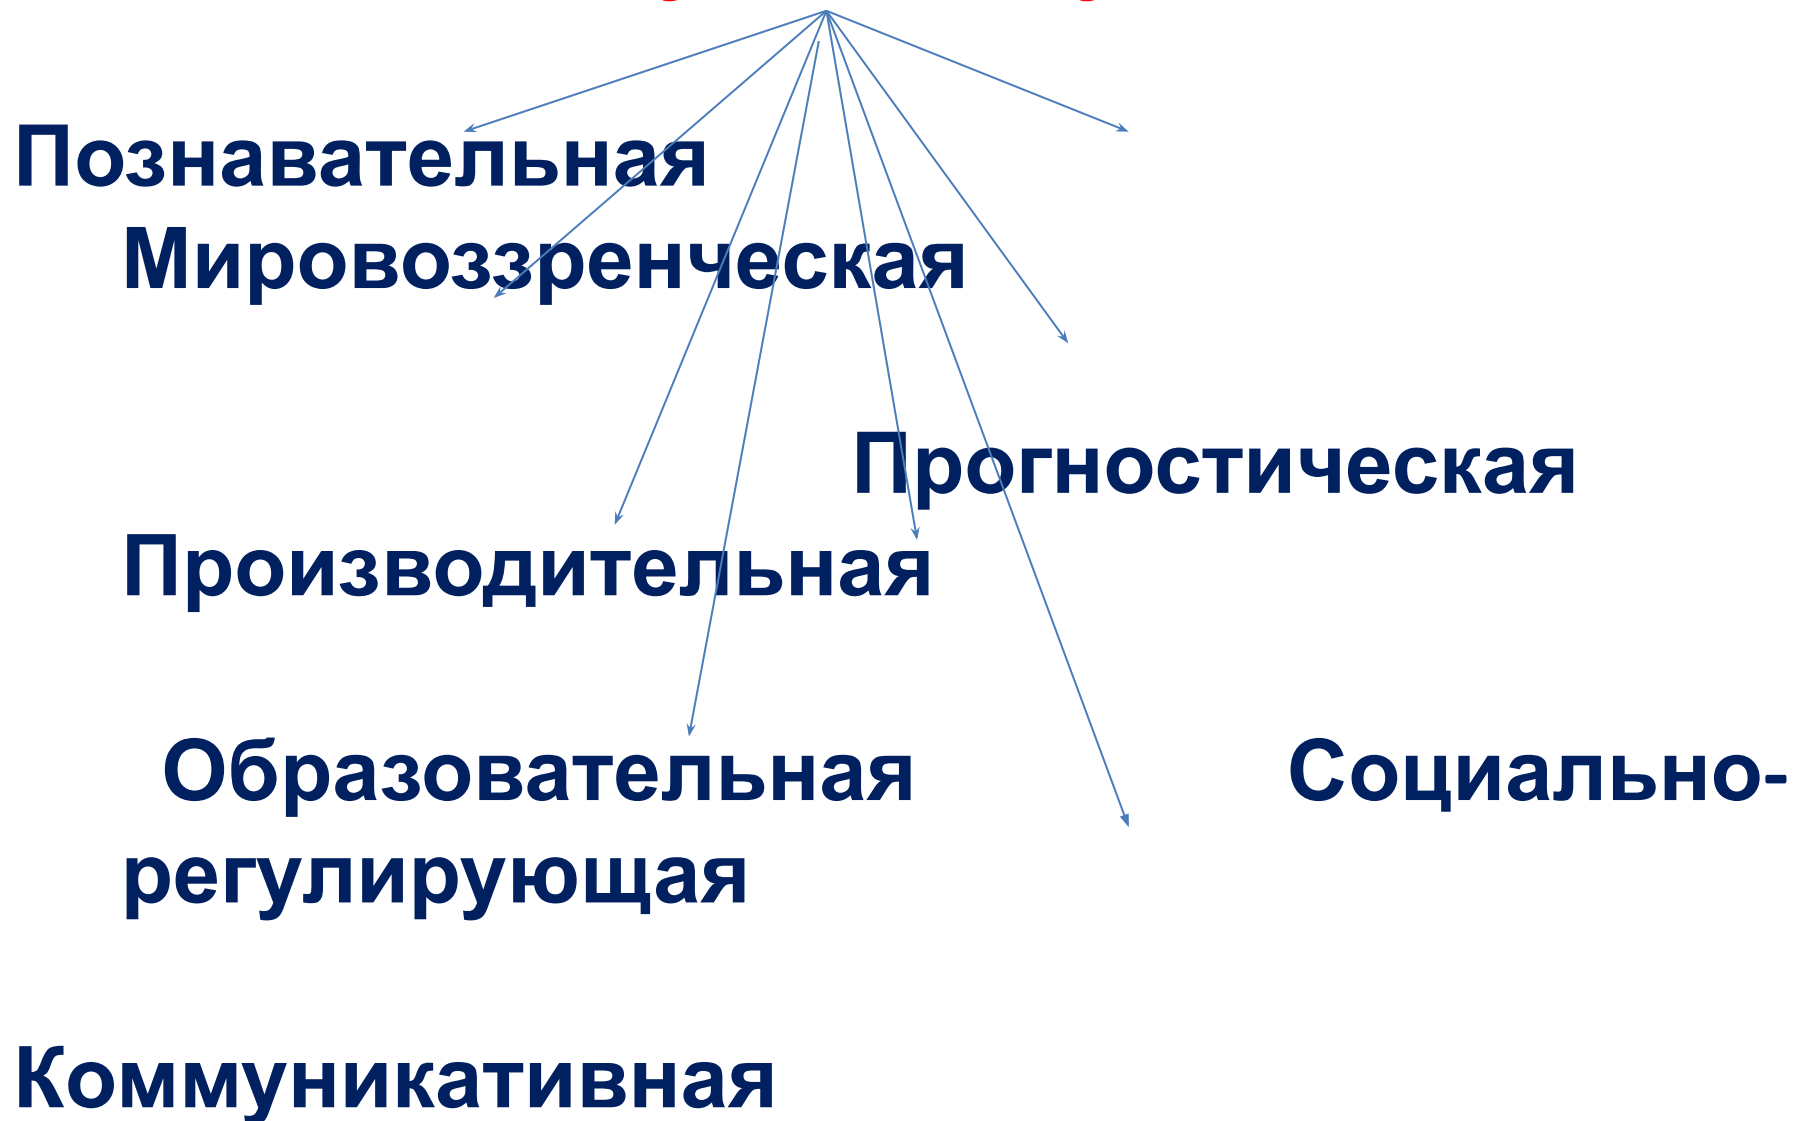 Познавательная
Мировоззренческая
Прогностическая
Производительная
Образовательная Социально-
регулирующая
Коммуникативная